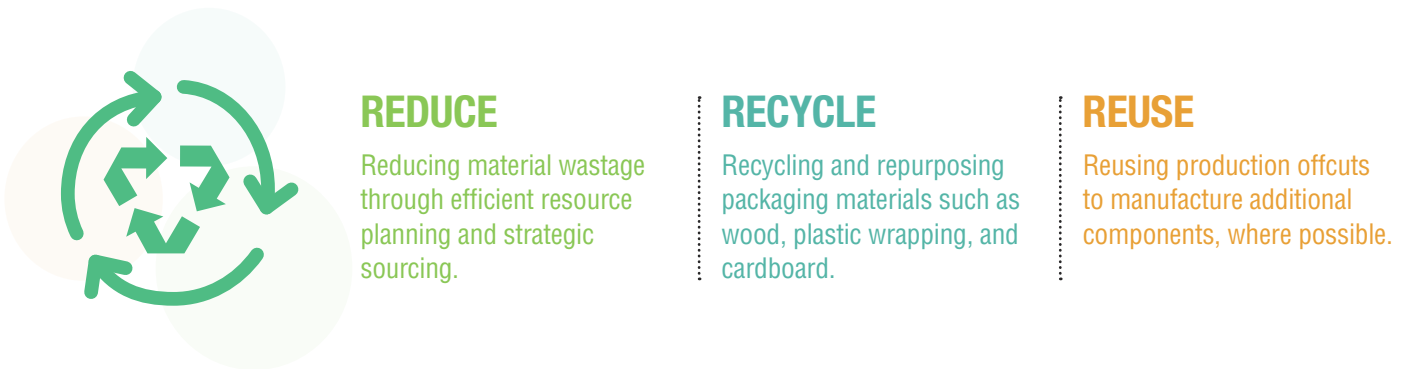 REDUCE
Reducing material wastage
through efficient resource
planning and strategic
sourcing.
RECYCLE
Recycling and repurposing
packaging materials such as
wood, plastic wrapping, and
cardboard.
REUSE
Reusing production offcuts
to manufacture additional
components, where possible.